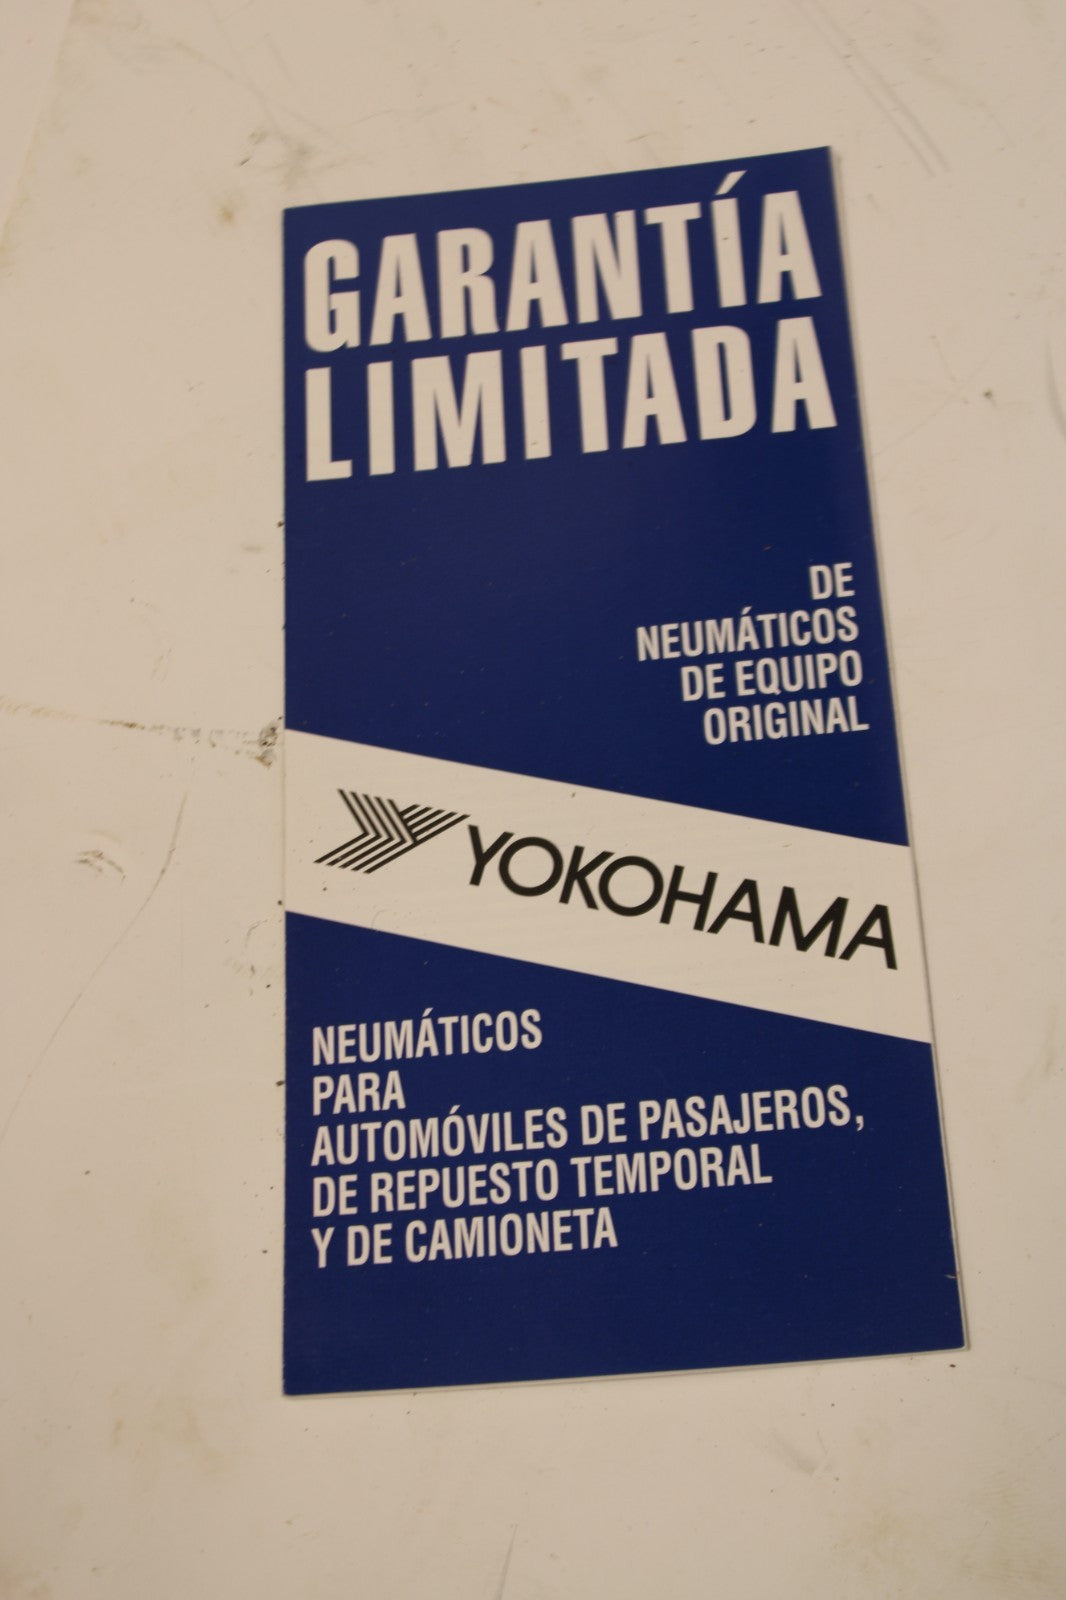 GARANTÍA
LIMITADA
DE
NEUMÁTICOS
DE EQUIPO
ORIGINAL
YOKOHAMA
NEUMÁTICOS
PARA
AUTOMÓVILES DE PASAJEROS,
DE REPUESTO TEMPORAL
Y DE CAMIONETA